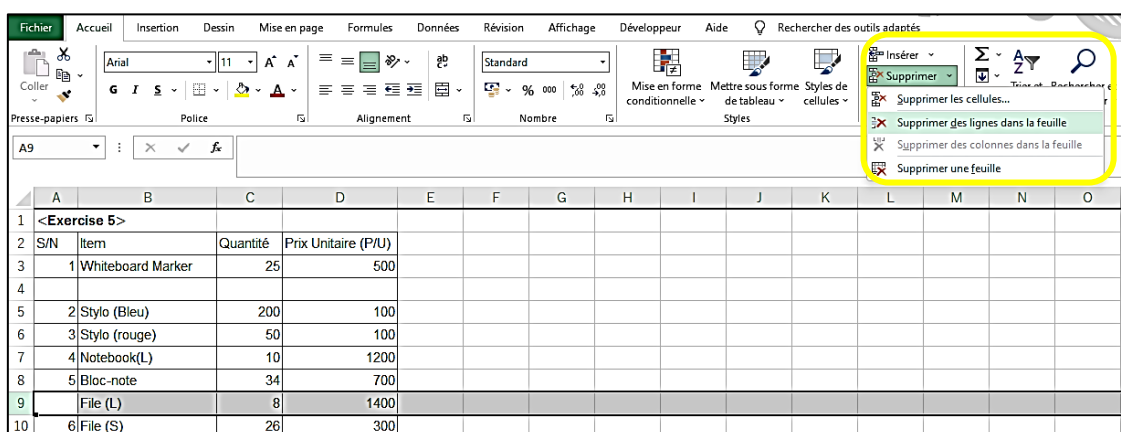 Fichier Accueil Insertion Dessin Mise en page Formules Données Révision Affichage Développeur Aide Rechercher des outils adaptés
Coller
Presse-papiers
Arial 11 A A
G I S A
Police
ab
Alignement
Standard
% 000 ,00
Nombre
Mise en forme conditionnelle
Mettre sous forme de tableau
Styles de cellules
Styles
Insérer
Supprimer
Σ A Z
Trier et Rechercher e
Supprimer les cellules...
Supprimer des lignes dans la feuille
Supprimer des colonnes dans la feuille
Supprimer une feuille
A9 fx
A B C D E F G H I J K L M N O
1 <Exercise 5>
2 S/N Item Quantité Prix Unitaire (P/U)
3 1 Whiteboard Marker 25 500
4
5 2 Stylo (Bleu) 200 100
6 3 Stylo (rouge) 50 100
7 4 Notebook(L) 10 1200
8 5 Bloc-note 34 700
9 File (L) 8 1400
10 6 File (S) 26 300